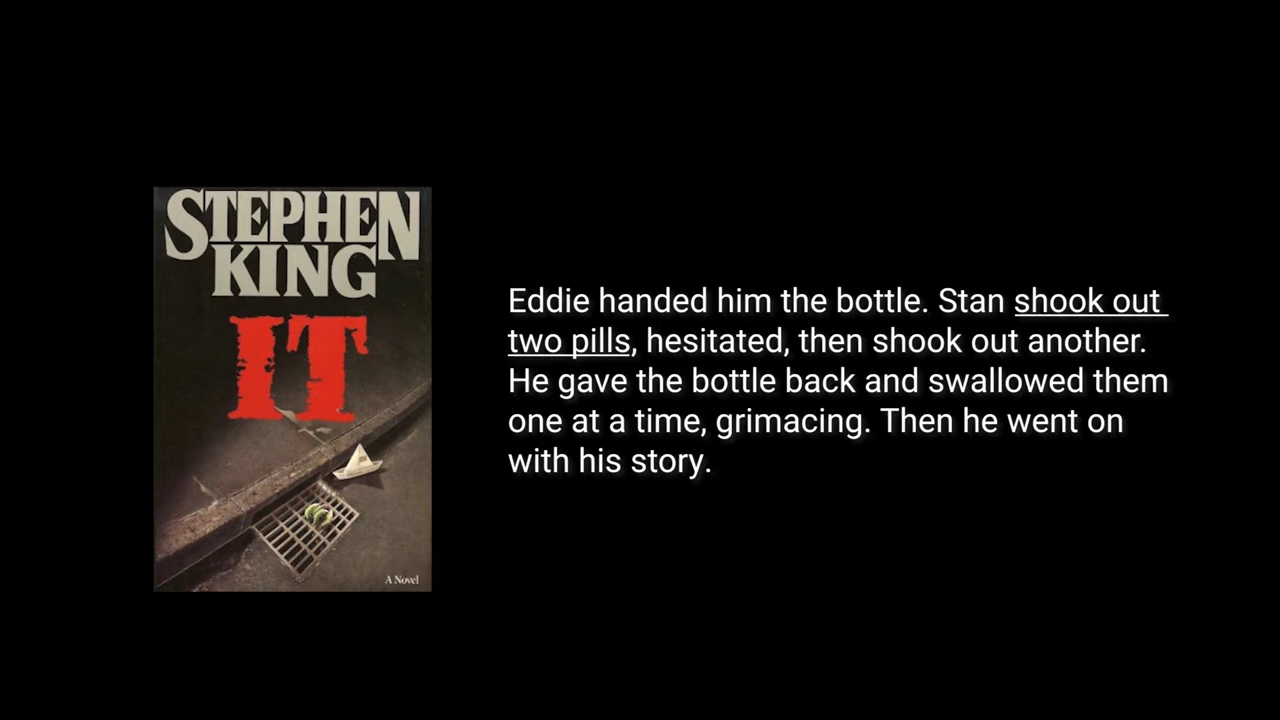 STEPHEN
KING
IT
A Novel
Eddie handed him the bottle. Stan shook out
two pills, hesitated, then shook out another.
He gave the bottle back and swallowed them
one at a time, grimacing. Then he went on
with his story.